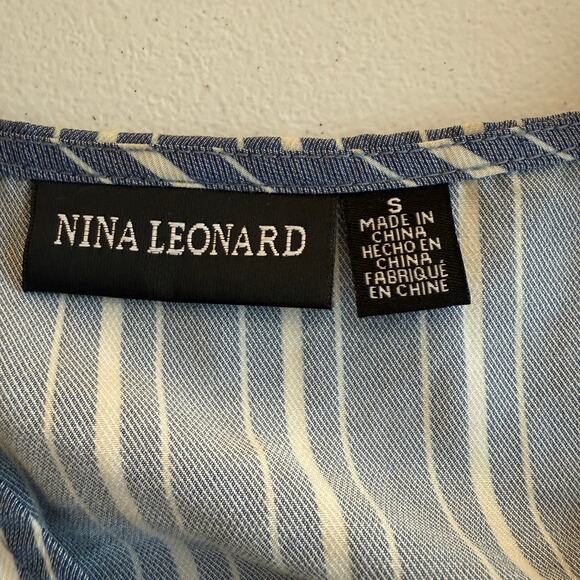 NINA LEONARD
S
MADE IN
CHINA
HECHO EN
CHINA
FABRIQUÉ
EN CHINE